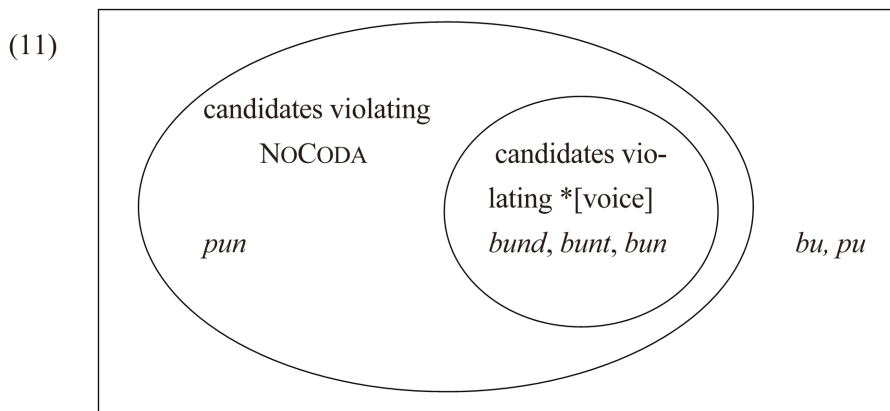 (11)
candidates violating
NOCODA
candidates vio-
lating *[voice]
pun
bund, bunt, bun
bu, pu